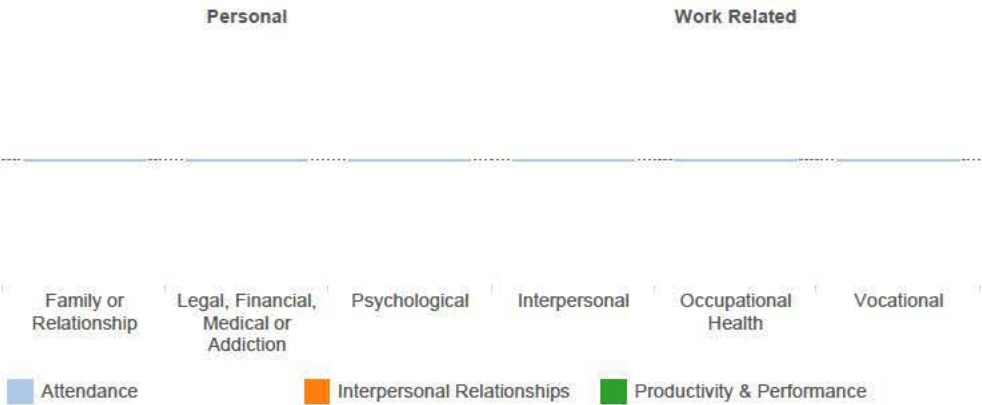 Personal
Work Related
Family or
Relationship
Legal, Financial,
Medical or
Addiction
Psychological
Interpersonal
Occupational
Health
Vocational
Attendance
Interpersonal Relationships
Productivity & Performance